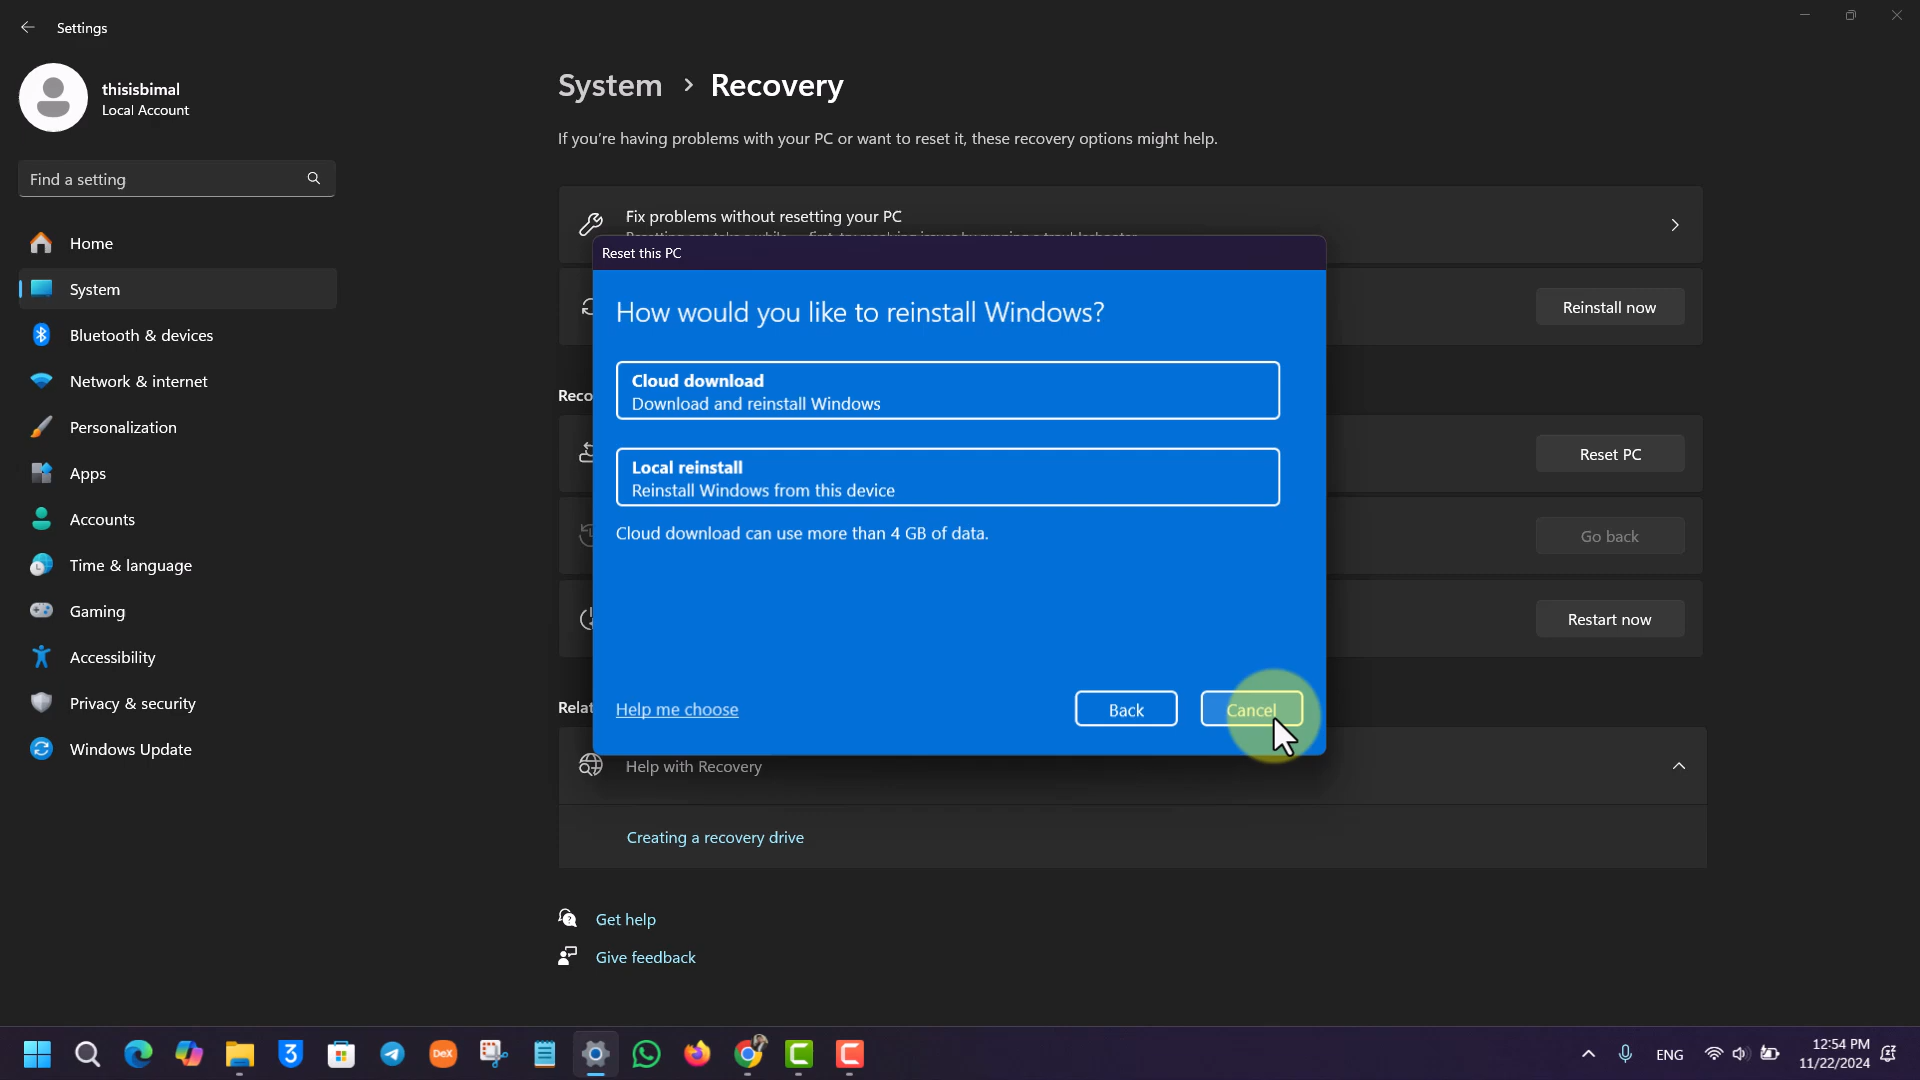 Settings
thisisbimal
Local Account
Find a setting
Home
System
Bluetooth & devices
Network & internet
Personalization
Apps
Accounts
Time & language
Gaming
Accessibility
Privacy & security
Windows Update
System > Recovery
If you're having problems with your PC or want to reset it, these recovery options might help.
Fix problems without resetting your PC
Reinstall now
Reco
Reset PC
Go back
Restart now
Relat
Reset this PC
How would you like to reinstall Windows?
Cloud download
Download and reinstall Windows
Local reinstall
Reinstall Windows from this device
Cloud download can use more than 4 GB of data.
Help me choose
Back
Cancel
Help with Recovery
Creating a recovery drive
Get help
Give feedback
3
DeX
ENG
12:54 PM
11/22/2024